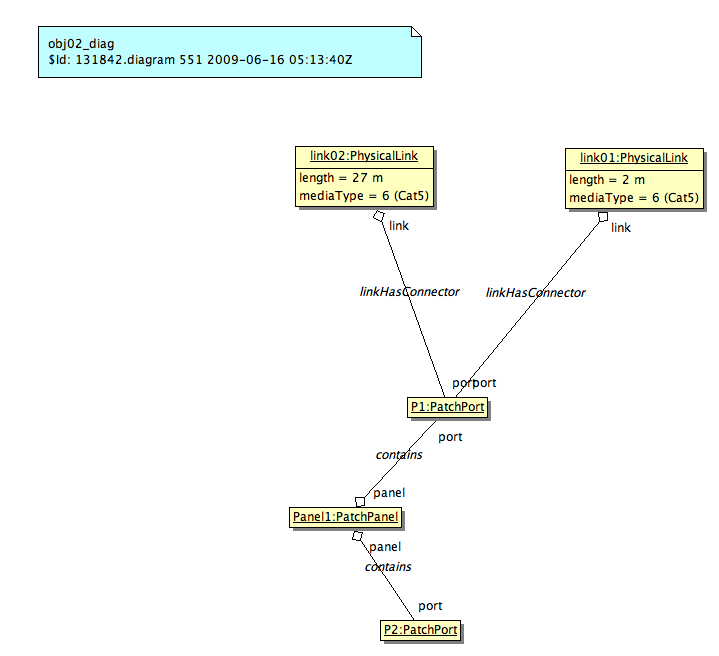 obj02_diag
$Id: 131842.diagram 551 2009-06-16 05:13:40Z
link02:PhysicalLink
length = 27 m
mediaType = 6 (Cat5)
link01:PhysicalLink
length = 2 m
mediaType = 6 (Cat5)
link
link
linkHasConnector
linkHasConnector
port
port
P1:PatchPort
port
contains
panel
Panel1:PatchPanel
panel
contains
port
P2:PatchPort